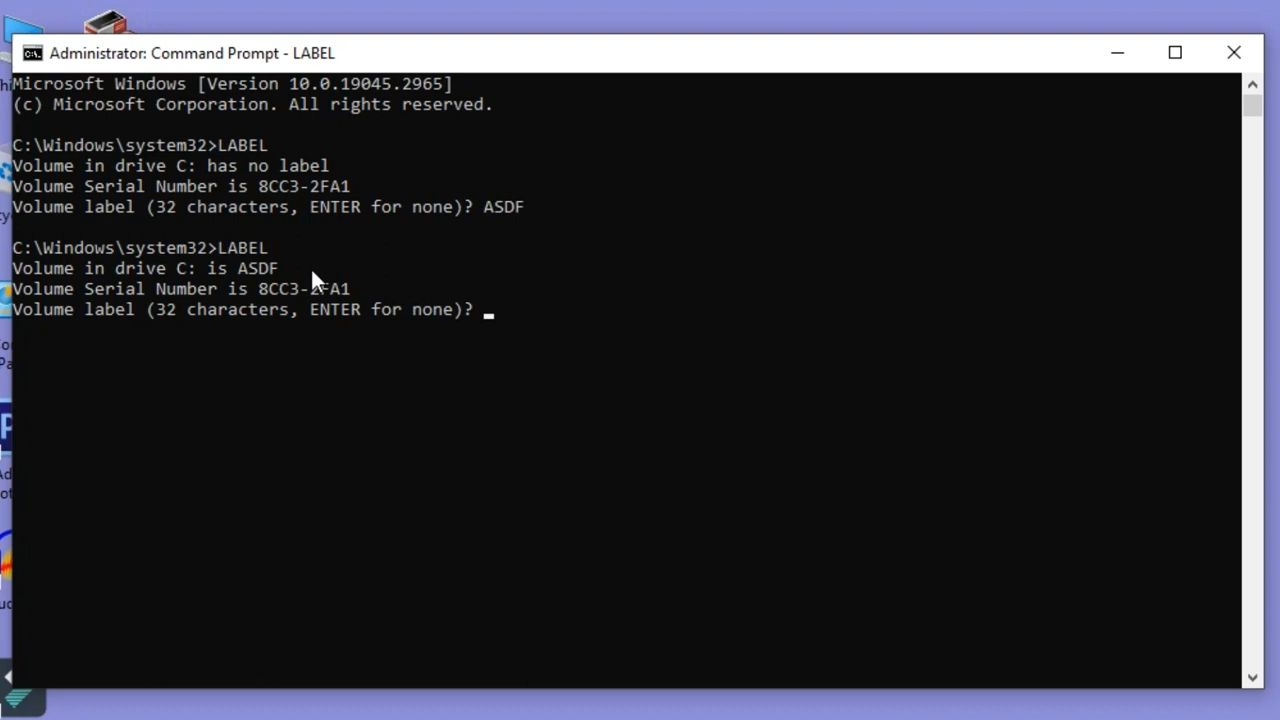 Administrator: Command Prompt - LABEL
Microsoft Windows [Version 10.0.19045.2965]
(c) Microsoft Corporation. All rights reserved.
C:\Windows\system32>LABEL
Volume in drive C: has no label
Volume Serial Number is 8CC3-2FA1
Volume label (32 characters, ENTER for none)? ASDF
C:\Windows\system32>LABEL
Volume in drive C: is ASDF
Volume Serial Number is 8CC3-2FA1
Volume label (32 characters, ENTER for none)?